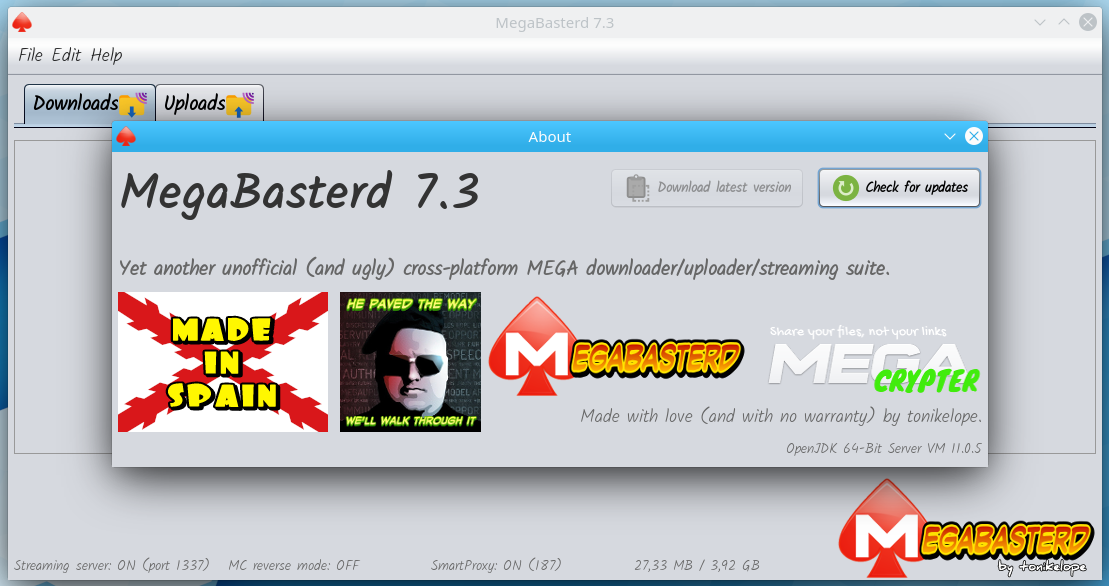 MegaBasterd 7.3
File Edit Help
Downloads Uploads
About
MegaBasterd 7.3
Download latest version
Check for updates
Yet another unofficial (and ugly) cross-platform MEGA downloader/uploader/streaming suite.
MADE
IN
SPAIN
HE PAVED THE WAY
WE'LL WALK THROUGH IT
MEGABASTERD
Share your files, not your links
MEGA
CRYPTER
Made with love (and with no warranty) by tonikelope.
OpenJDK 64-Bit Server VM 11.0.5
MEGABASTERD
by tonikelope
Streaming server: ON (port 1337) MC reverse mode: OFF SmartProxy: ON (187) 27,33 MB / 3,92 GB